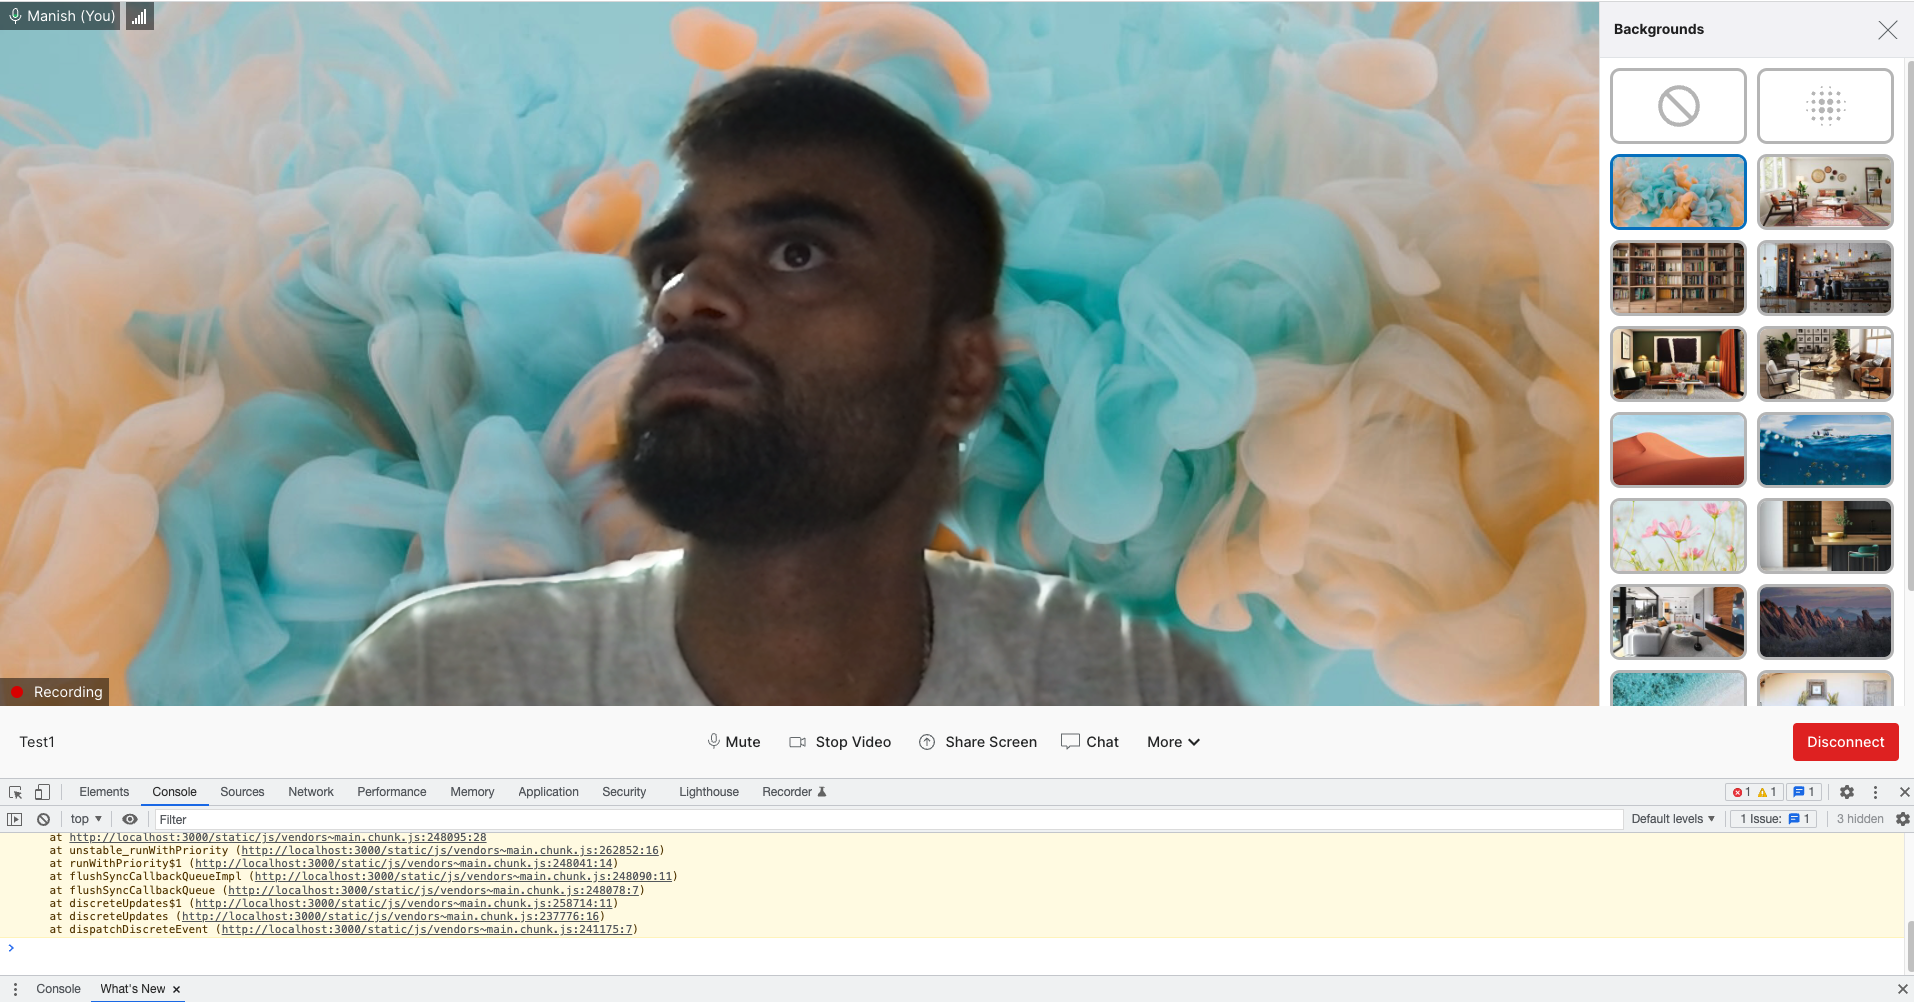 Manish (You)
Backgrounds
Recording
Test1
Mute
Stop Video
Share Screen
Chat
More
Disconnect
Elements
Console
Sources
Network
Performance
Memory
Application
Security
Lighthouse
Recorder
1
1
1
top
Filter
Default levels
1 Issue:
1
3 hidden
at http://localhost:3000/static/js/vendors~main.chunk.js:248095:28
at unstable_runWithPriority (http://localhost:3000/static/js/vendors~main.chunk.js:262852:16)
at runWithPriority$1 (http://localhost:3000/static/js/vendors~main.chunk.js:248041:14)
at flushSyncCallbackQueueImpl (http://localhost:3000/static/js/vendors~main.chunk.js:248090:11)
at flushSyncCallbackQueue (http://localhost:3000/static/js/vendors~main.chunk.js:248078:7)
at discreteUpdates$1 (http://localhost:3000/static/js/vendors~main.chunk.js:258714:11)
at discreteUpdates (http://localhost:3000/static/js/vendors~main.chunk.js:237776:16)
at dispatchDiscreteEvent (http://localhost:3000/static/js/vendors~main.chunk.js:241175:7)
Console
What's New